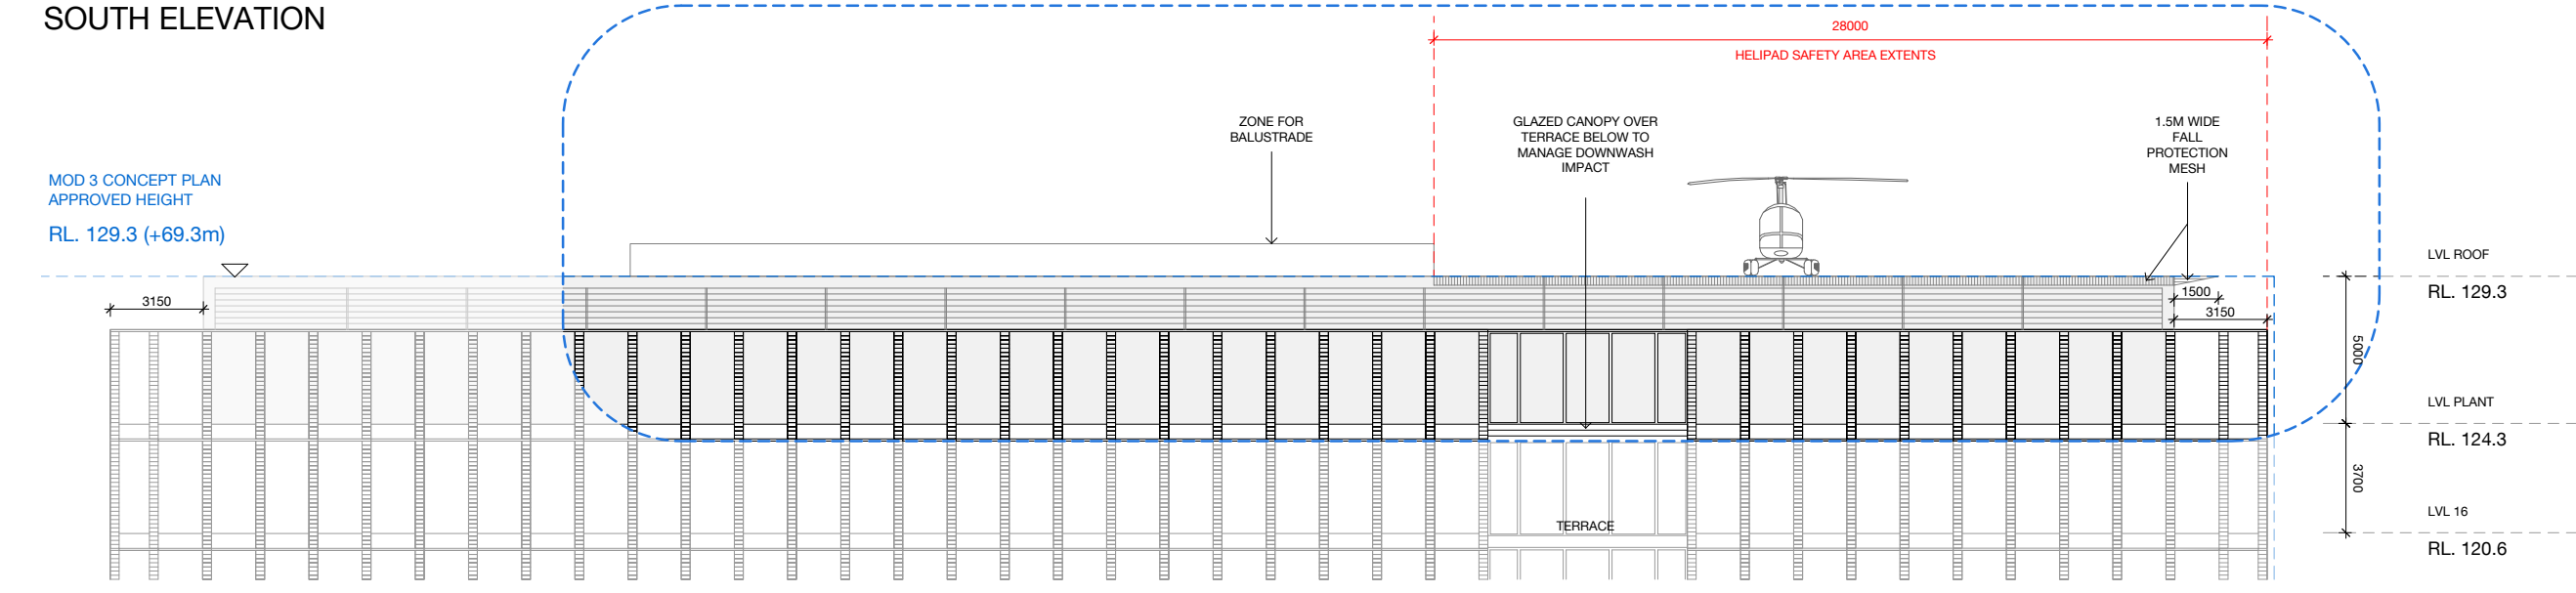 SOUTH ELEVATION
28000
HELIPAD SAFETY AREA EXTENTS
ZONE FOR
BALUSTRADE
GLAZED CANOPY OVER
TERRACE BELOW TO
MANAGE DOWNWASH
IMPACT
1.5M WIDE
FALL
PROTECTION
MESH
MOD 3 CONCEPT PLAN
APPROVED HEIGHT
RL. 129.3 (+69.3m)
3150
1500
3150
LVL ROOF
RL. 129.3
5000
LVL PLANT
RL. 124.3
3700
LVL 16
RL. 120.6
TERRACE